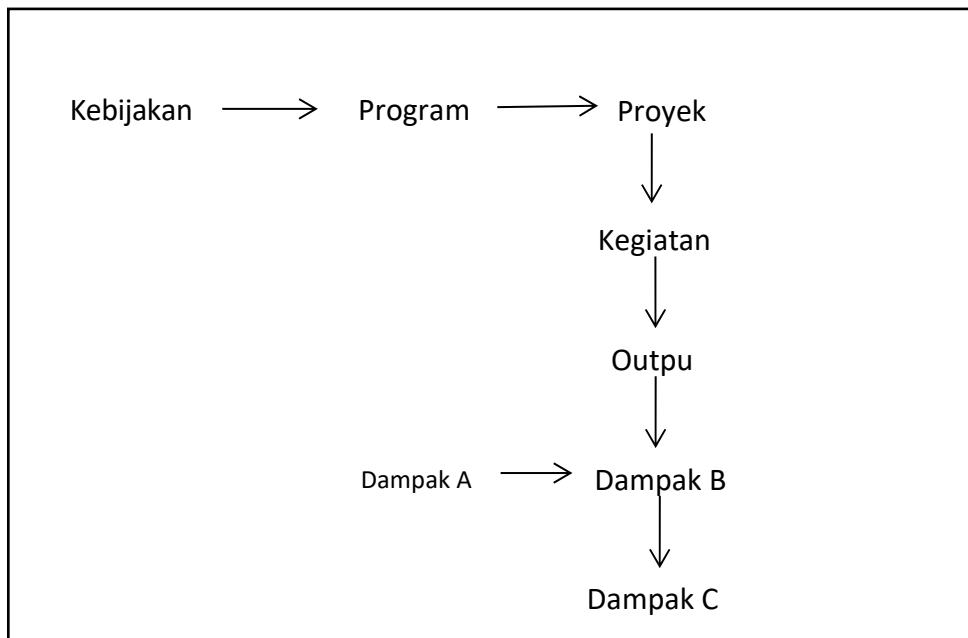 Kebijakan Program Proyek
Kegiatan
Outpu
Dampak A Dampak B
Dampak C